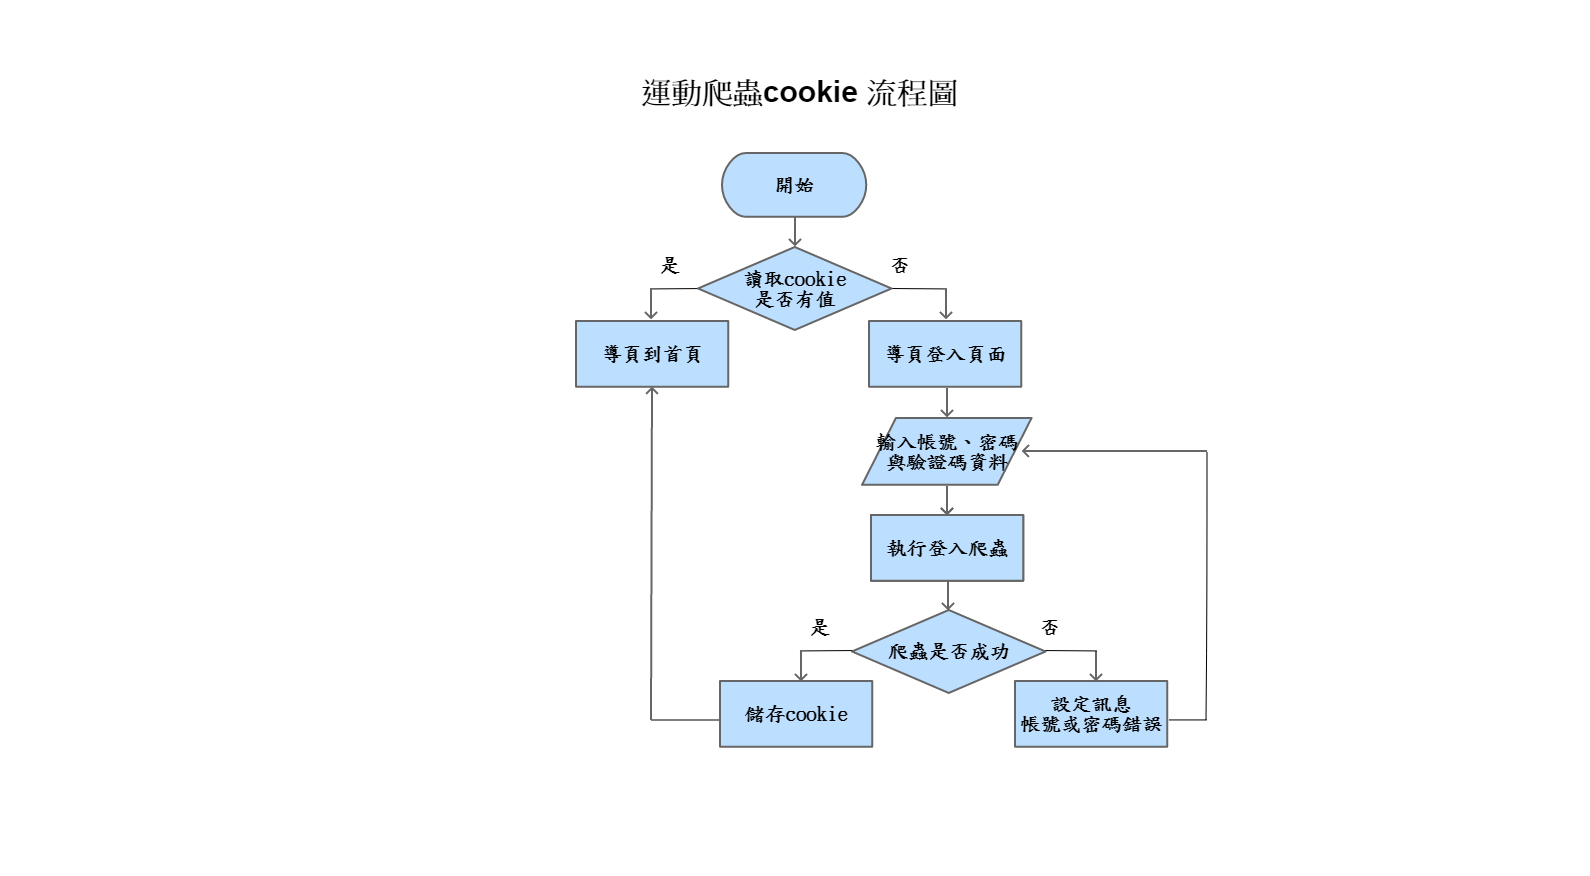 運動爬蟲cookie 流程圖
開始
是
否
讀取cookie
是否有值
導頁到首頁
導頁登入頁面
輸入帳號、密碼
與驗證碼資料
執行登入爬蟲
是
否
爬蟲是否成功
儲存cookie
設定訊息
帳號或密碼錯誤